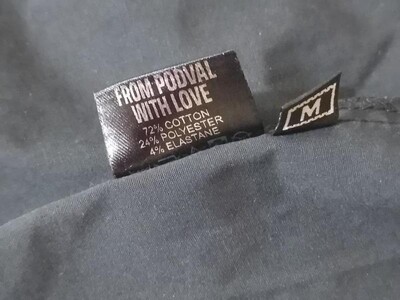 FROM PODVAL
WITH LOVE
72% COTTON
24% POLYESTER
4% ELASTANE
M